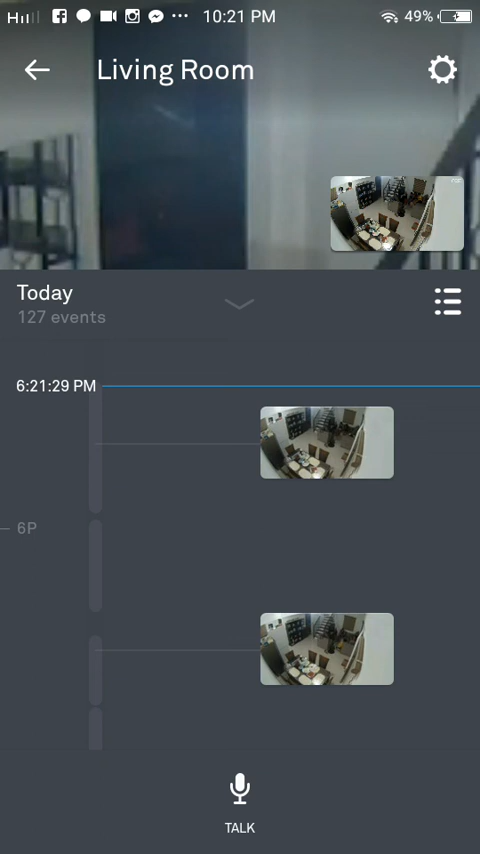 10:21 PM
49%
Living Room
Today
127 events
6:21:29 PM
6P
TALK